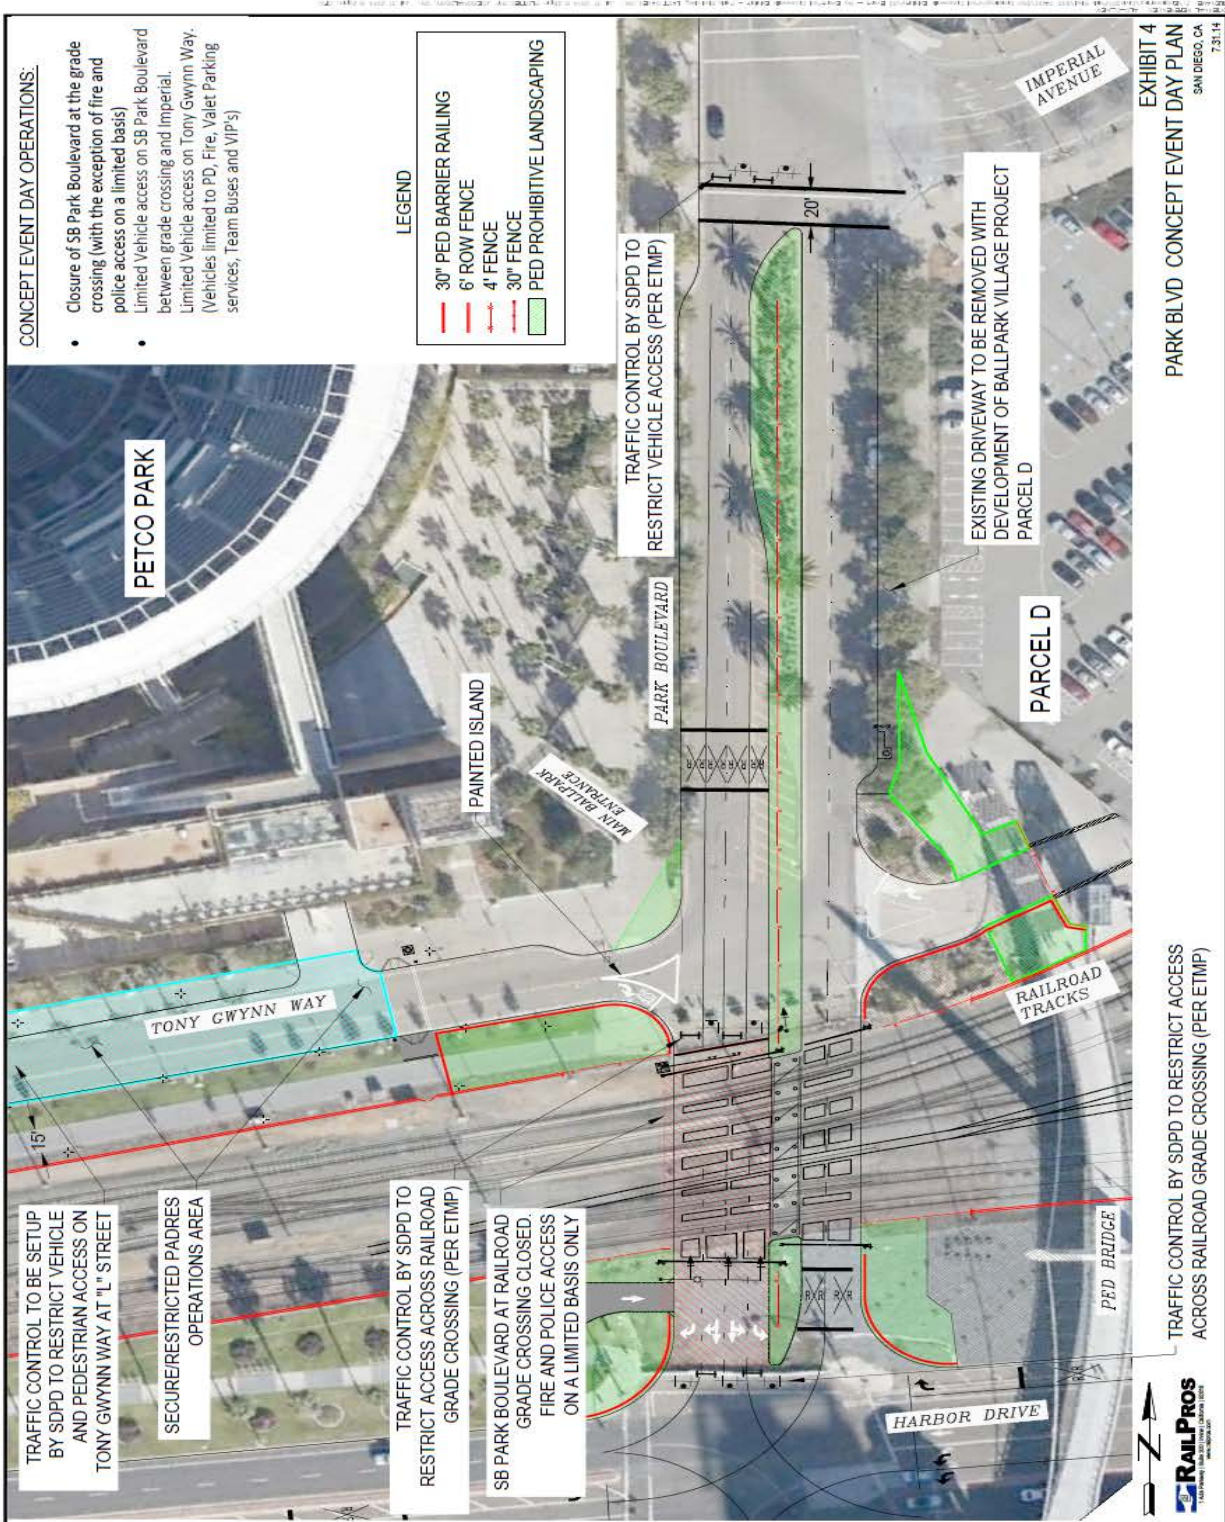 CONCEPT EVENT DAY OPERATIONS:
• Closure of SB Park Boulevard at the grade
crossing (with the exception of fire and
police access on a limited basis)
• Limited Vehicle access on SB Park Boulevard
between grade crossing and Imperial.
Limited Vehicle access on Tony Gwynn Way.
(Vehicles limited to PD, Fire, Valet Parking
services, Team Buses and VIP's)
LEGEND
30" PED BARRIER RAILING
6' ROW FENCE
4' FENCE
30" FENCE
PED PROHIBITIVE LANDSCAPING
PETCO PARK
TRAFFIC CONTROL BY SDPD TO
RESTRICT VEHICLE ACCESS (PER ETMP)
IMPERIAL
AVENUE
20'
PARK BOULEVARD
PAINTED ISLAND
MAIN BALLPARK
ENTRANCE
EXISTING DRIVEWAY TO BE REMOVED WITH
DEVELOPMENT OF BALLPARK VILLAGE PROJECT
PARCEL D
PARCEL D
TONY GWYNN WAY
15'
TRAFFIC CONTROL TO BE SETUP
BY SDPD TO RESTRICT VEHICLE
AND PEDESTRIAN ACCESS ON
TONY GWYNN WAY AT "L" STREET
SECURE/RESTRICTED PADRES
OPERATIONS AREA
TRAFFIC CONTROL BY SDPD TO
RESTRICT ACCESS ACROSS RAILROAD
GRADE CROSSING (PER ETMP)
SB PARK BOULEVARD AT RAILROAD
GRADE CROSSING CLOSED.
FIRE AND POLICE ACCESS
ON A LIMITED BASIS ONLY
RAILROAD
TRACKS
PED BRIDGE
HARBOR DRIVE
TRAFFIC CONTROL BY SDPD TO RESTRICT ACCESS
ACROSS RAILROAD GRADE CROSSING (PER ETMP)
N
RAILPROS
EXHIBIT 4
PARK BLVD CONCEPT EVENT DAY PLAN
SAN DIEGO, CA
7.31.14